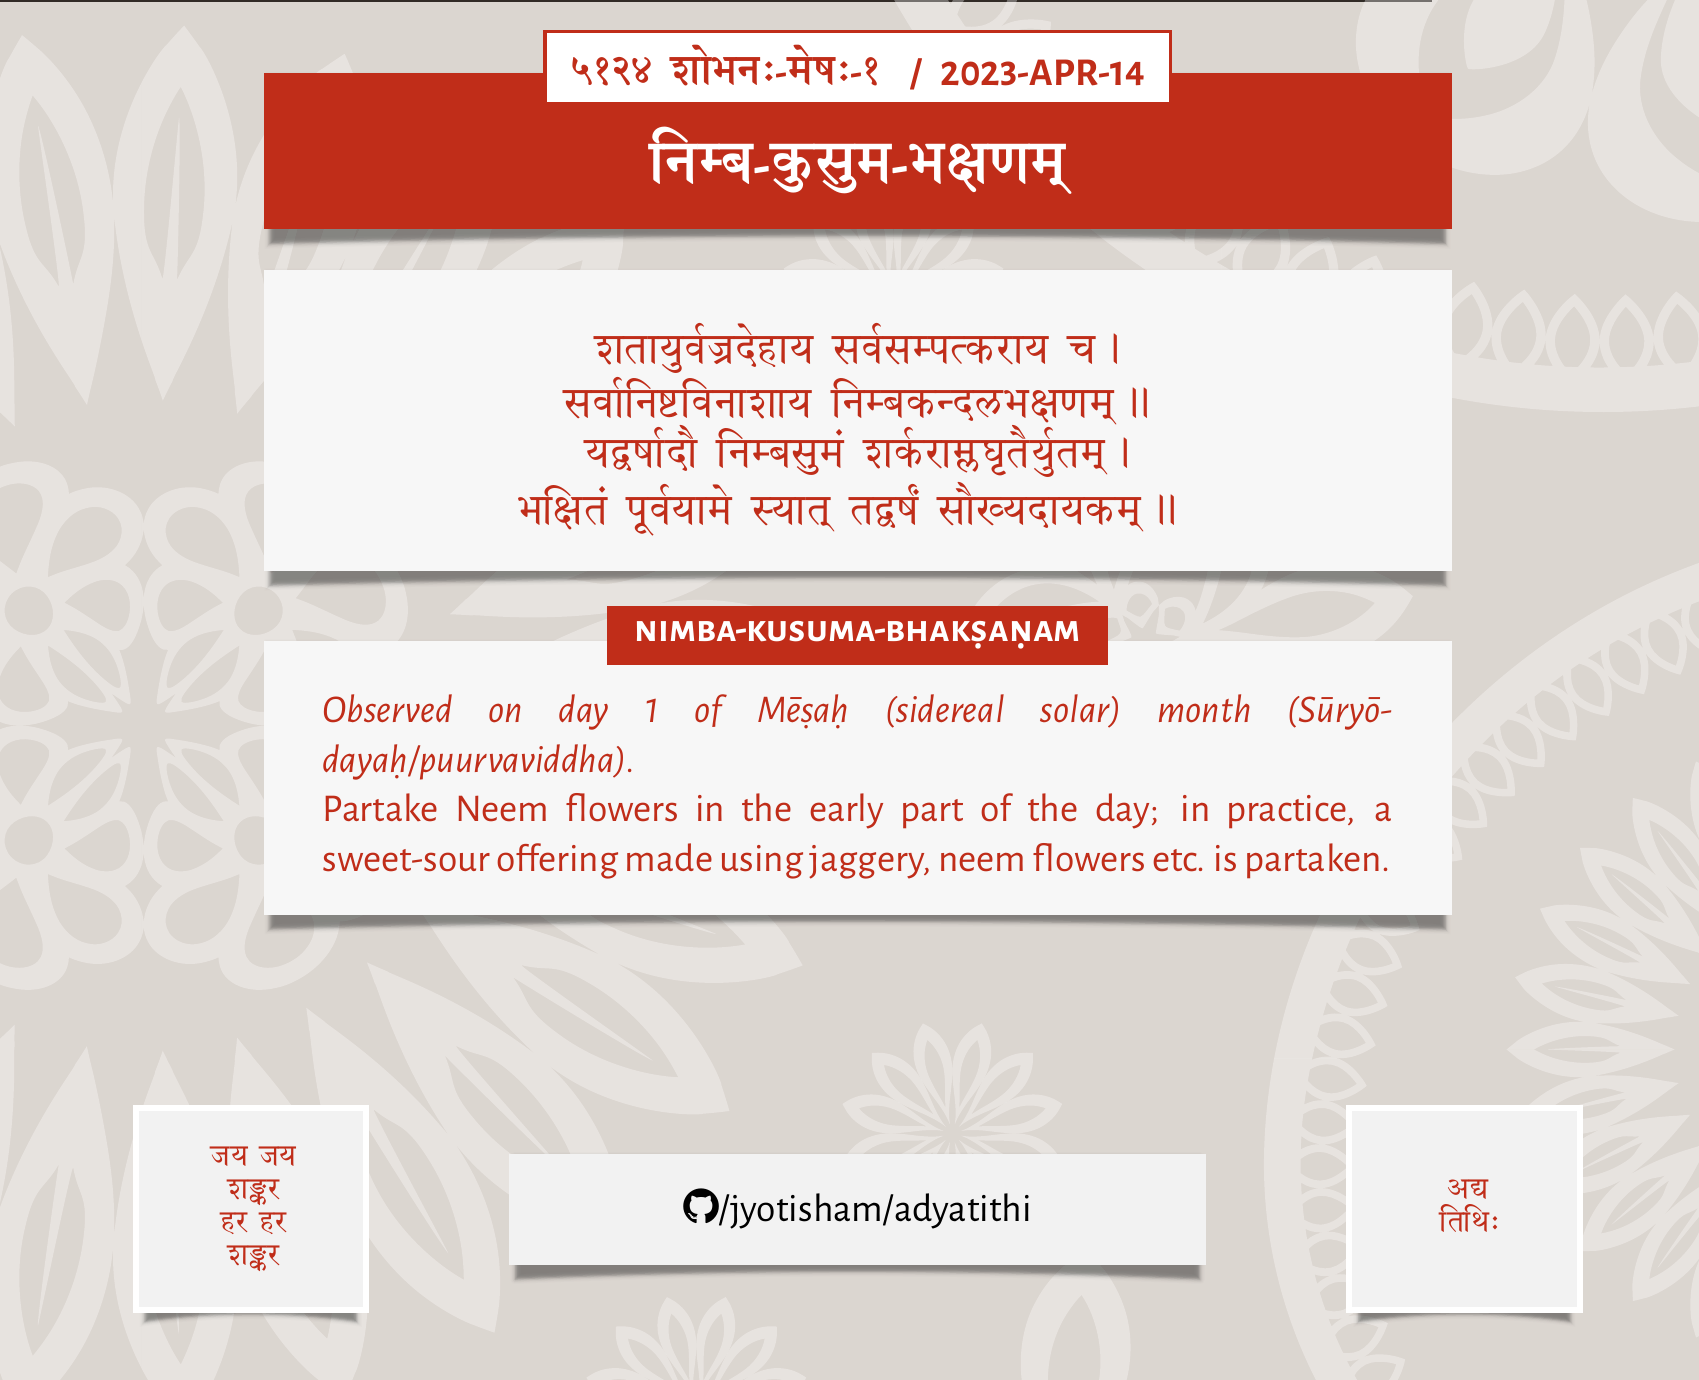 ५१२४ शोभनः-मेषः-१ / 2023-APR-14
निम्ब-कुसुम-भक्षणम्
शतायुर्वज्रदेहाय सर्वसम्पत्कराय च ।
सर्वानिष्टविनाशाय निम्बकन्दलभक्षणम् ॥
यद्वर्षादौ निम्बसुमं शर्कराम्लघृतैर्युतम् ।
भक्षितं पूर्वयामे स्यात् तद्वर्षं सौख्यदायकम् ॥
NIMBA-KUSUMA-BHAKṢAṆAM
Observed on day 1 of Mēṣaḥ (sidereal solar) month (Sūryō-
dayaḥ/puurvaviddha).
Partake Neem flowers in the early part of the day; in practice, a
sweet-sour offering made using jaggery, neem flowers etc. is partaken.
जय जय
शङ्कर
हर हर
शङ्कर
/jyotisham/adyatithi
अद्य
तिथिः